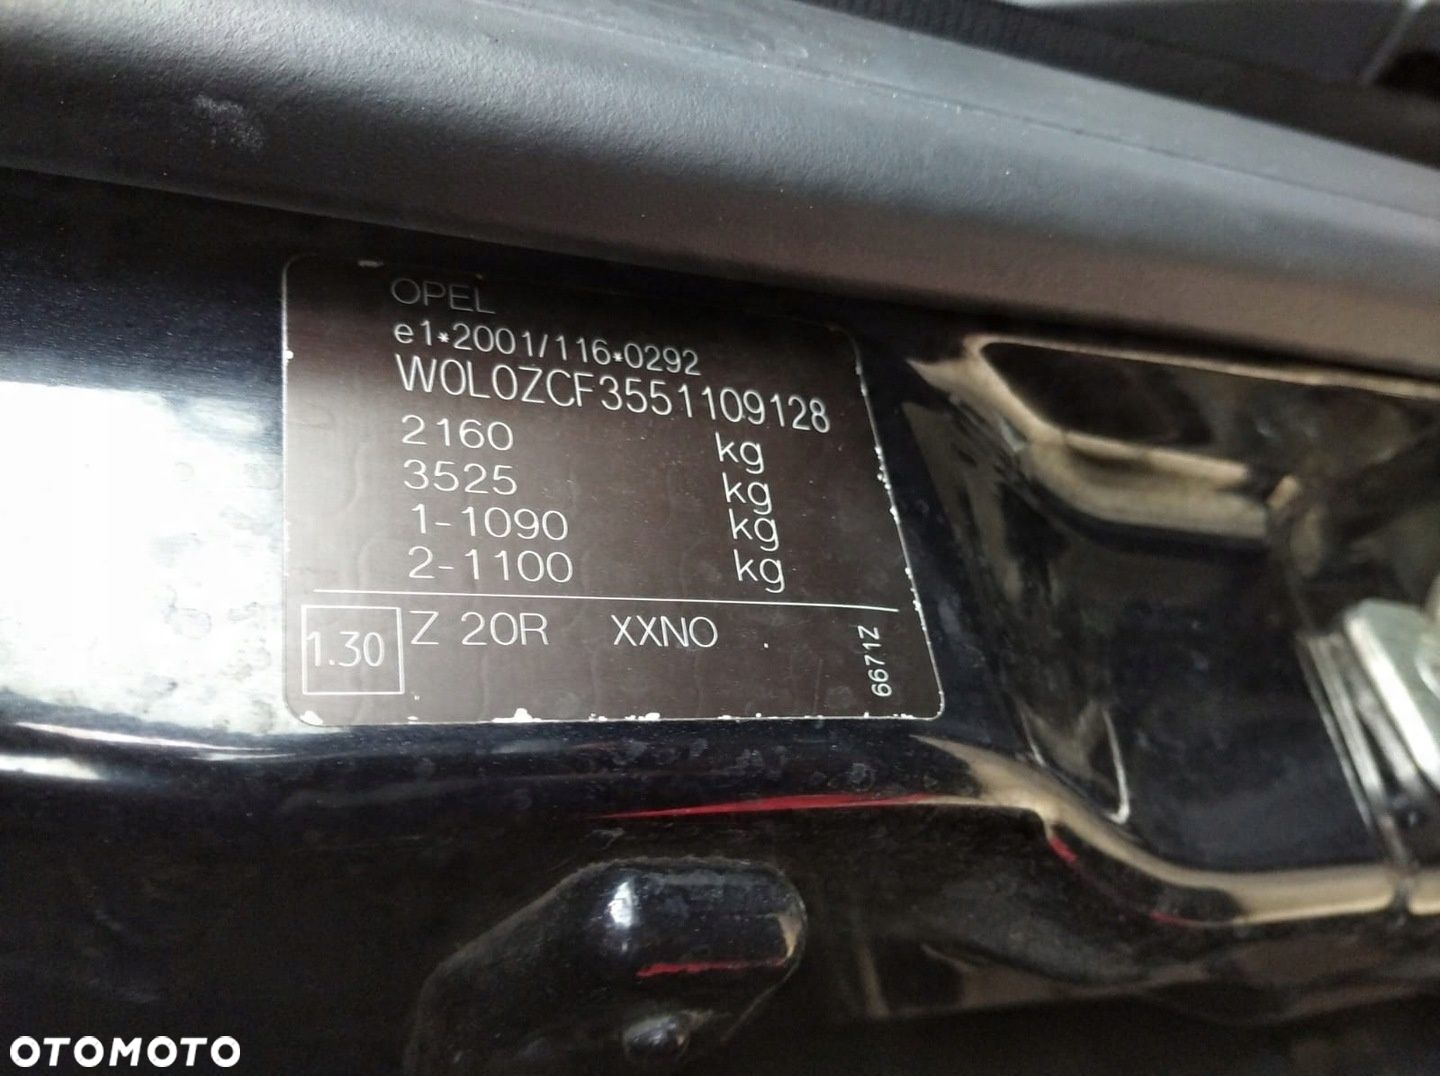 OPEL
e1*2001/116*0292
W0L0ZCF3551109128
2160 kg
3525 kg
1-1090 kg
2-1100 kg
1.30 Z 20R XXNO
6671Z
OTOMOTO